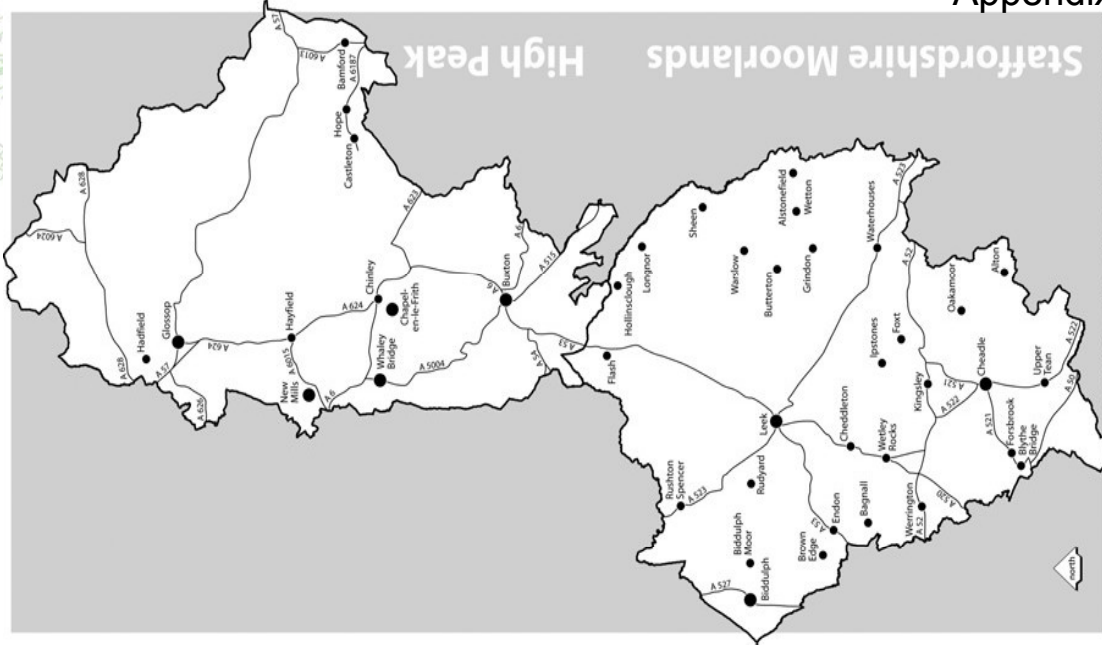 Appendix
Staffordshire Moorlands
High Peak
A 57
A 6013
Bamford
A 6187
Hope
Castleton
A 628
A 6024
A 623
Hadfield
A 628
Glossop
A 57
A 626
A 624
Hayfield
A 6015
New
Mills
A 6
A 624
Chinley
Chapel-
en-le-Frith
Whaley
Bridge
A 5004
A 6
Buxton
A 6
A 515
A 54
A 53
Hollinsclough
Longnor
Flash
Sheen
Alstonefield
Wetton
Warslow
Butterton
Grindon
Waterhouses
A 523
A 52
Leek
Rushton
Spencer
A 523
Rudyard
Biddulph
Moor
A 527
Biddulph
Brown
Edge
A 53
Endon
Bagnall
Cheddleton
Wetley
Rocks
Werrington
A 52
A 520
Ipstones
Foxt
Kingsley
A 521
A 522
Oakamoor
Alton
Cheadle
A 521
Forsbrook
Blythe
Bridge
Upper
Tean
A 522
A 50
north